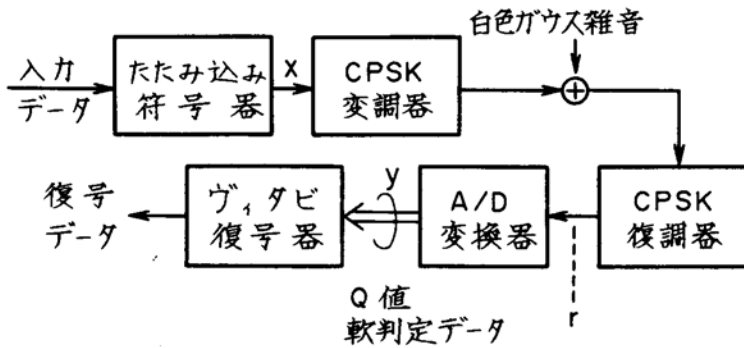 白色ガウス雑音
入力
データ
たたみ込み
符号器
X
CPSK
変調器
復号
データ
ヴィタビ
復号器
y
A/D
変換器
CPSK
復調器
Q値
軟判定データ
r